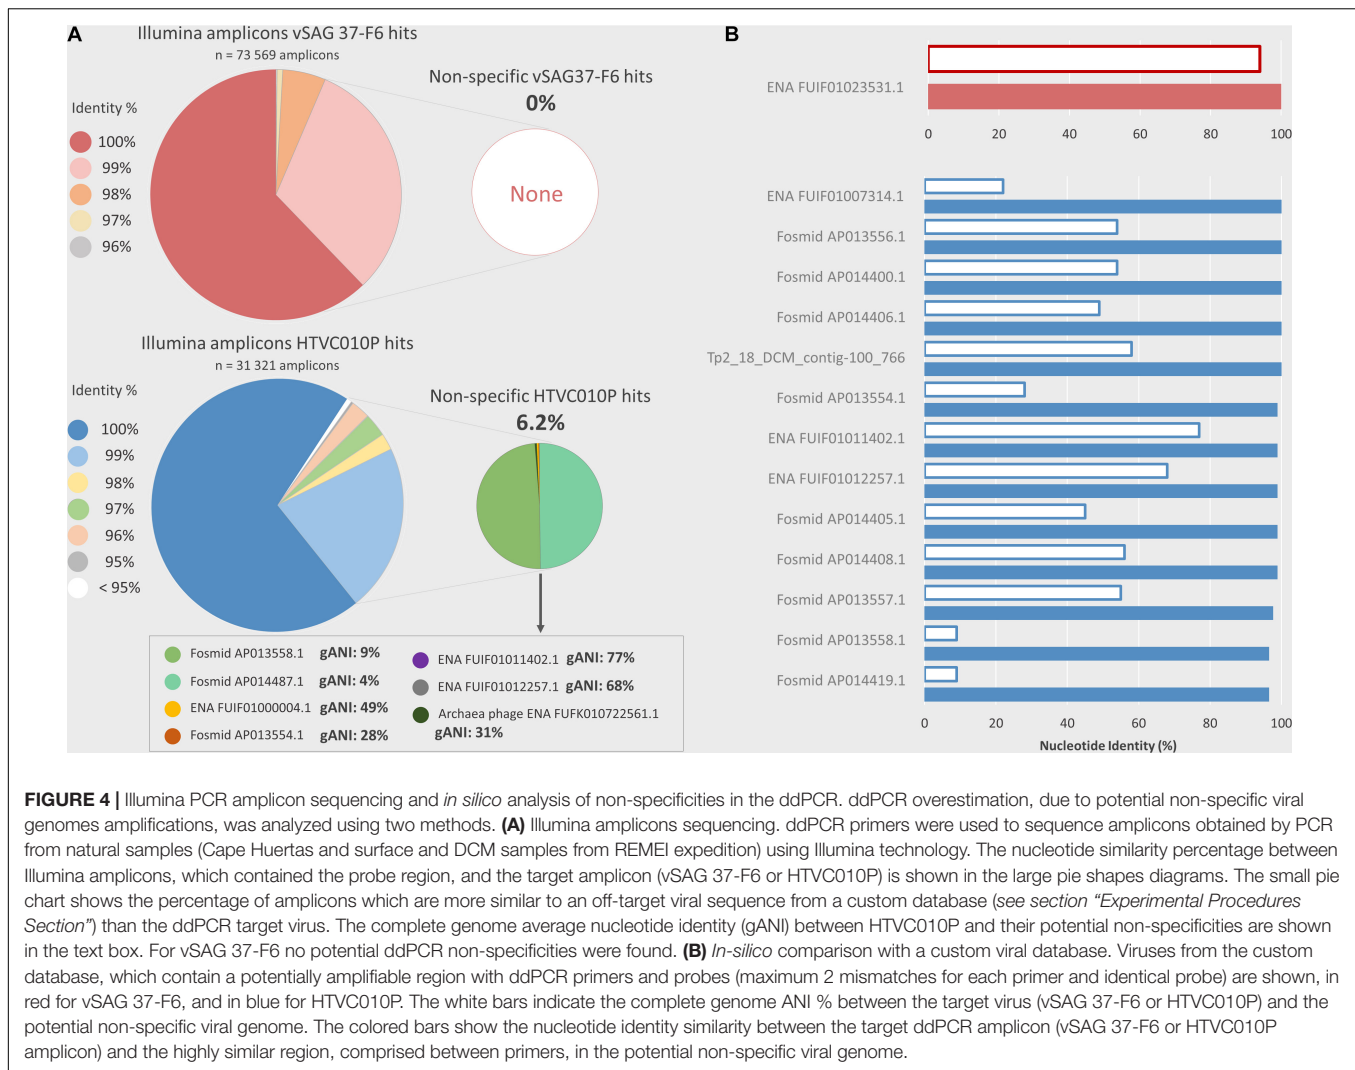 A
Illumina amplicons vSAG 37-F6 hits
n = 73 569 amplicons
Non-specific vSAG37-F6 hits
0%
Identity %
100%
99%
98%
97%
96%
None
Illumina amplicons HTVC010P hits
n = 31 321 amplicons
Non-specific HTVC010P hits
6.2%
Identity %
100%
99%
98%
97%
96%
95%
< 95%
Fosmid AP013558.1 gANI: 9%
Fosmid AP014487.1 gANI: 4%
ENA FUIF01000004.1 gANI: 49%
Fosmid AP013554.1 gANI: 28%
ENA FUIF01011402.1 gANI: 77%
ENA FUIF01012257.1 gANI: 68%
Archaea phage ENA FUFK010722561.1
gANI: 31%
B
ENA FUIF01023531.1
0 20 40 60 80 100
ENA FUIF01007314.1
Fosmid AP013556.1
Fosmid AP014400.1
Fosmid AP014406.1
Tp2_18_DCM_contig-100_766
Fosmid AP013554.1
ENA FUIF01011402.1
ENA FUIF01012257.1
Fosmid AP014405.1
Fosmid AP014408.1
Fosmid AP013557.1
Fosmid AP013558.1
Fosmid AP014419.1
0 20 40 60 80 100
Nucleotide Identity (%)
FIGURE 4 | Illumina PCR amplicon sequencing and in silico analysis of non-specificities in the ddPCR. ddPCR overestimation, due to potential non-specific viral
genomes amplifications, was analyzed using two methods. (A) Illumina amplicons sequencing. ddPCR primers were used to sequence amplicons obtained by PCR
from natural samples (Cape Huertas and surface and DCM samples from REMEI expedition) using Illumina technology. The nucleotide similarity percentage between
Illumina amplicons, which contained the probe region, and the target amplicon (vSAG 37-F6 or HTVC010P) is shown in the large pie shapes diagrams. The small pie
chart shows the percentage of amplicons which are more similar to an off-target viral sequence from a custom database (see section “Experimental Procedures
Section”) than the ddPCR target virus. The complete genome average nucleotide identity (gANI) between HTVC010P and their potential non-specificities are shown
in the text box. For vSAG 37-F6 no potential ddPCR non-specificities were found. (B) In-silico comparison with a custom viral database. Viruses from the custom
database, which contain a potentially amplifiable region with ddPCR primers and probes (maximum 2 mismatches for each primer and identical probe) are shown, in
red for vSAG 37-F6, and in blue for HTVC010P. The white bars indicate the complete genome ANI % between the target virus (vSAG 37-F6 or HTVC010P) and the
potential non-specific viral genome. The colored bars show the nucleotide identity similarity between the target ddPCR amplicon (vSAG 37-F6 or HTVC010P
amplicon) and the highly similar region, comprised between primers, in the potential non-specific viral genome.